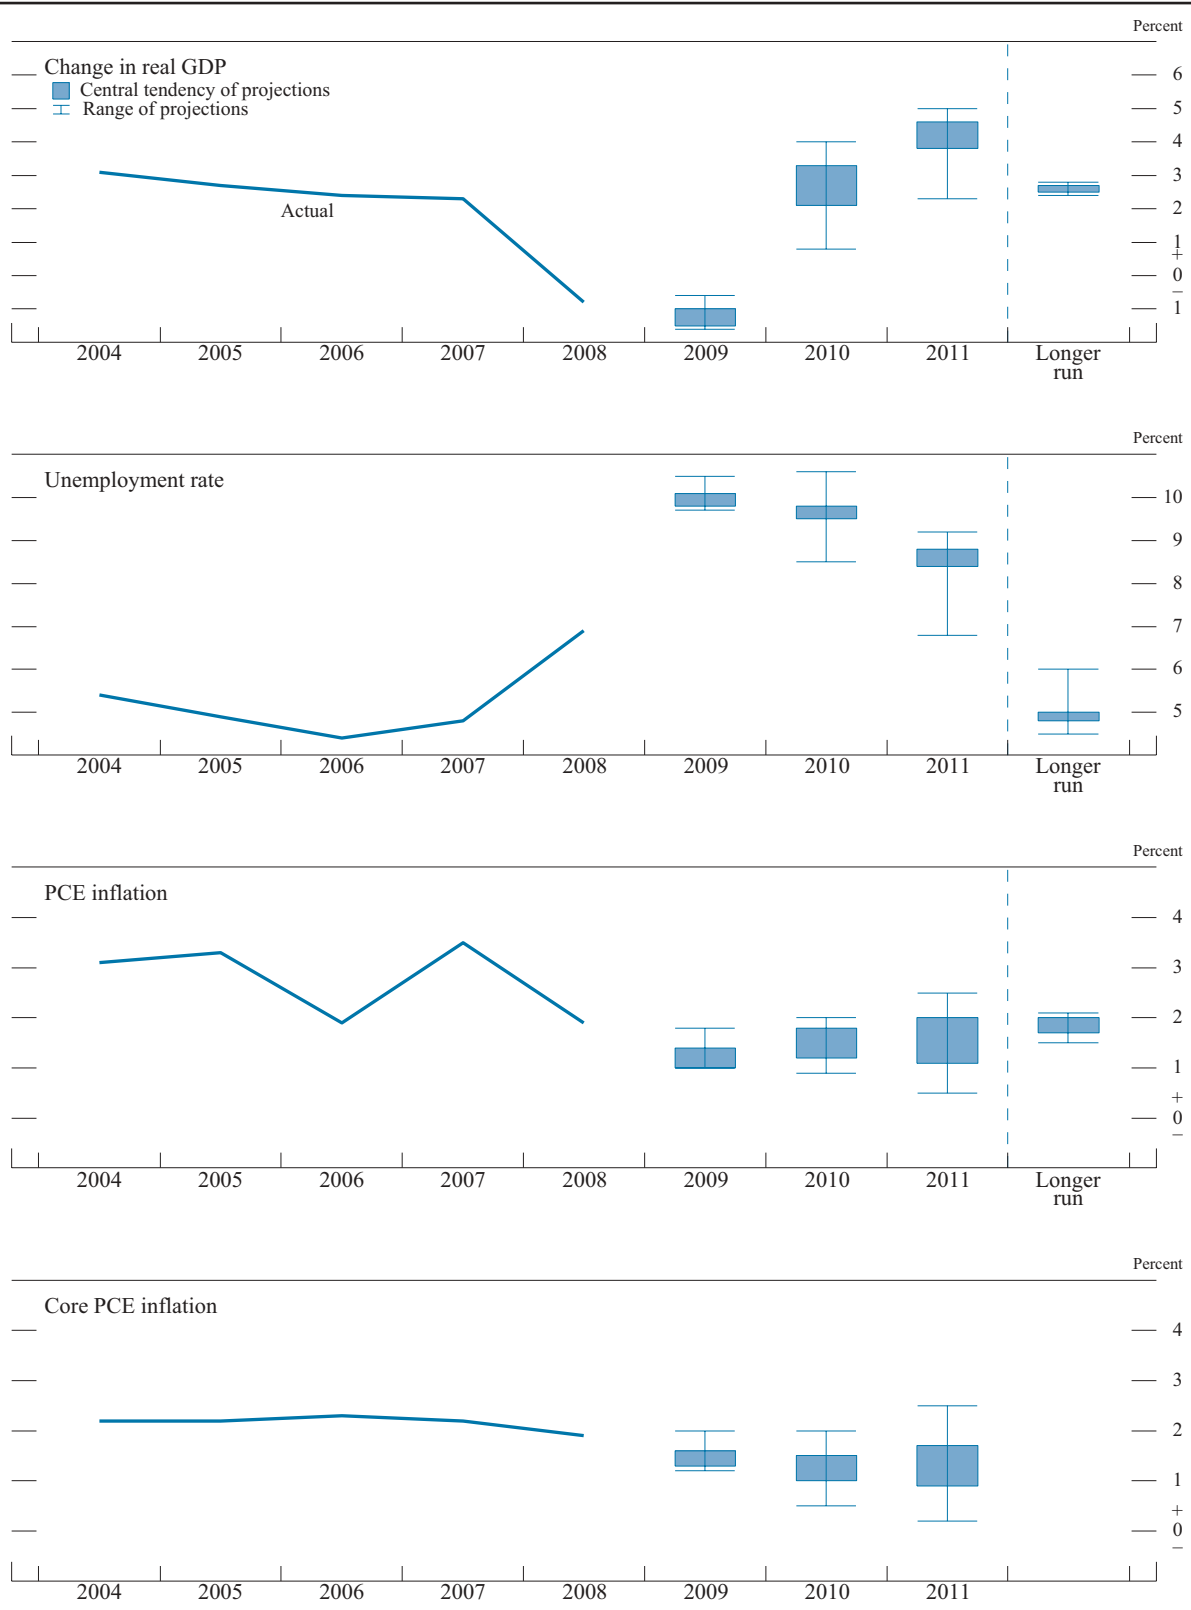 Percent
Change in real GDP
Central tendency of projections
Range of projections
Actual
6
5
4
3
2
1
+
0
–
1
2004 2005 2006 2007 2008 2009 2010 2011 Longer
run
Percent
Unemployment rate
10
9
8
7
6
5
2004 2005 2006 2007 2008 2009 2010 2011 Longer
run
Percent
PCE inflation
4
3
2
1
+
0
–
2004 2005 2006 2007 2008 2009 2010 2011 Longer
run
Percent
Core PCE inflation
4
3
2
1
+
0
–
2004 2005 2006 2007 2008 2009 2010 2011